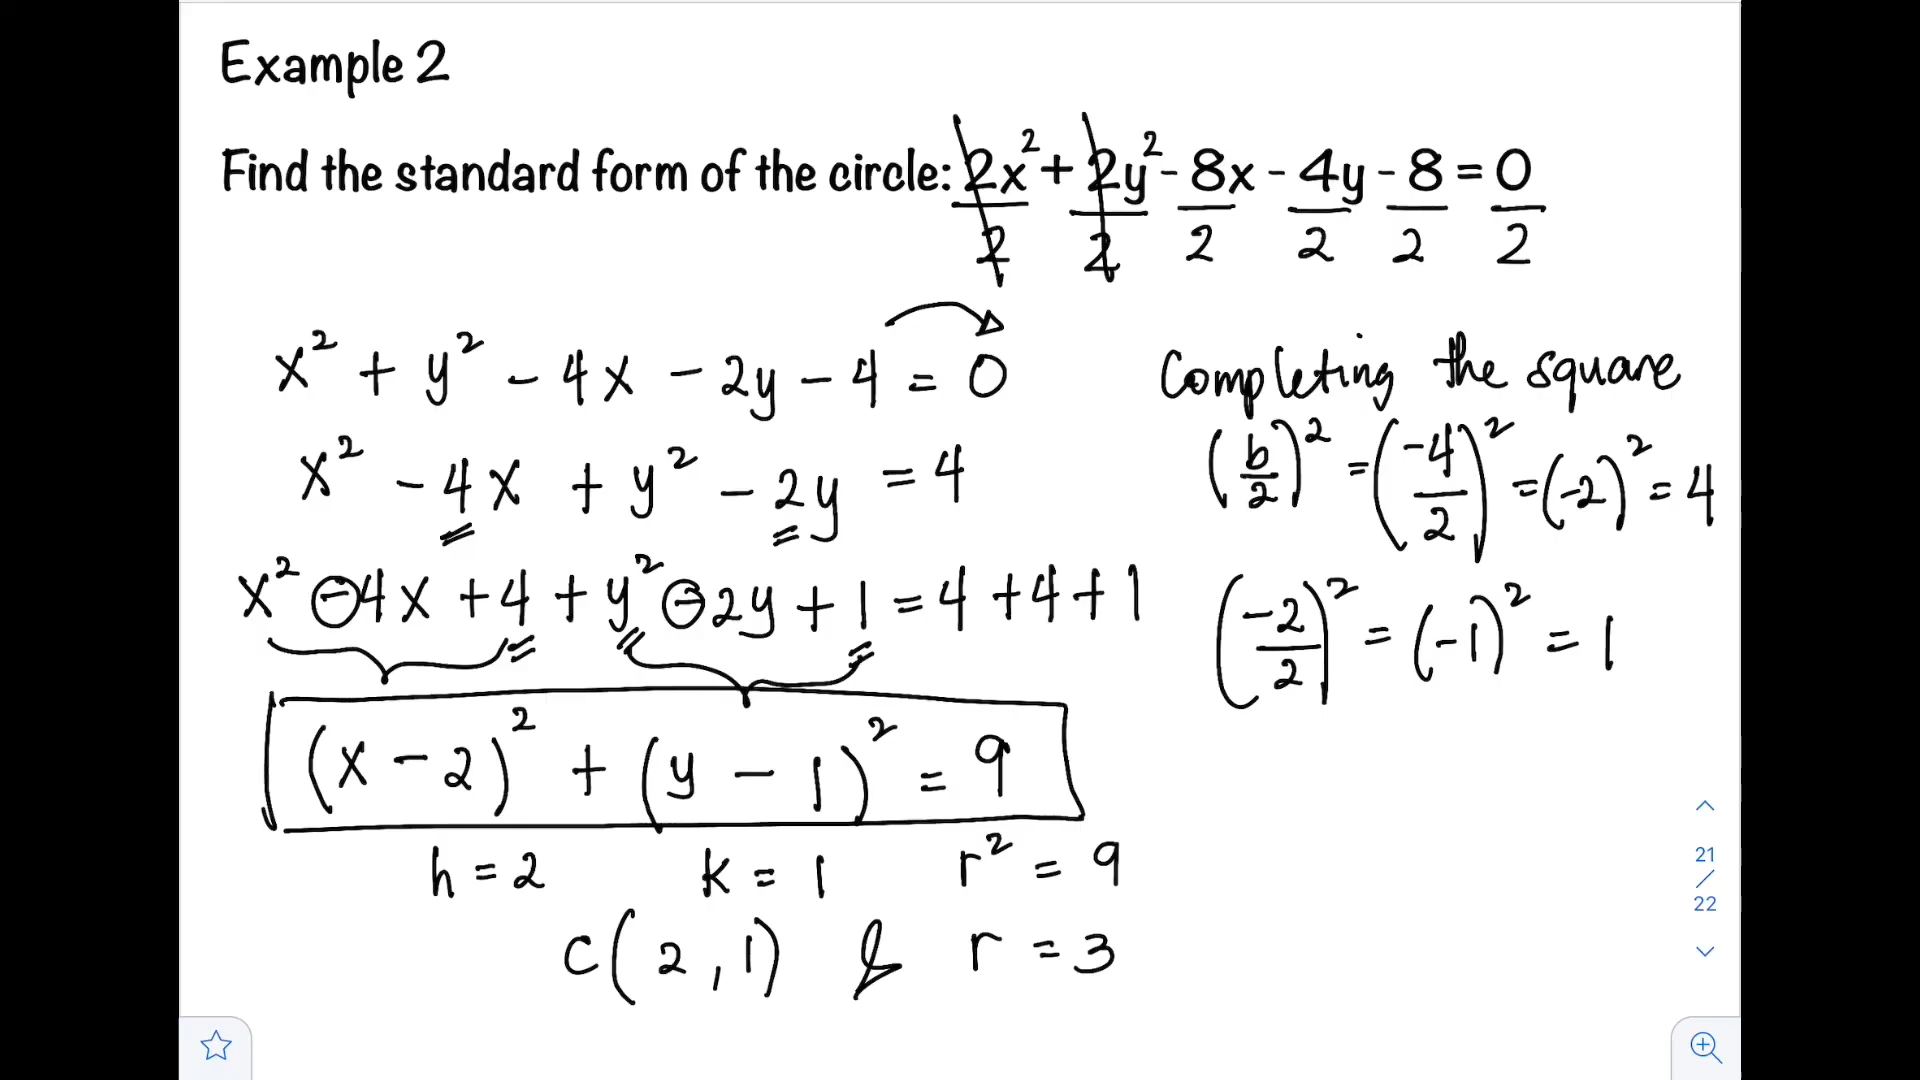 Example 2
Find the standard form of the circle: 2x² + 2y² - 8x - 4y - 8 = 0
2 2 2 2 2 2
x² + y² - 4x - 2y - 4 = 0
Completing the square
x² - 4x + y² - 2y = 4
(b/2)² = (-4/2)² = (-2)² = 4
x² - 4x + 4 + y² - 2y + 1 = 4 + 4 + 1
(-2/2)² = (-1)² = 1
(x - 2)² + (y - 1)² = 9
h = 2 k = 1 r² = 9
C(2, 1) & r = 3
21
/
22